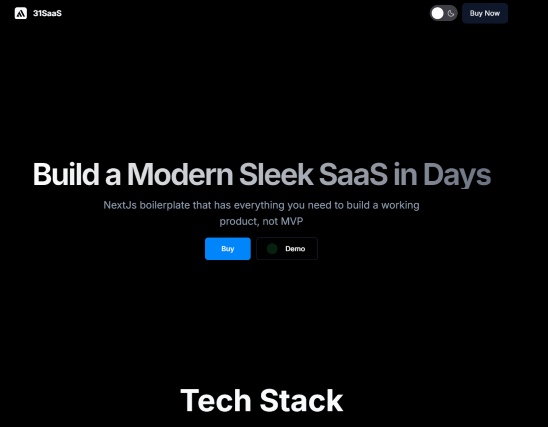 31SaaS
Buy Now
Build a Modern Sleek SaaS in Days
NextJs boilerplate that has everything you need to build a working
product, not MVP
Buy
Demo
Tech Stack